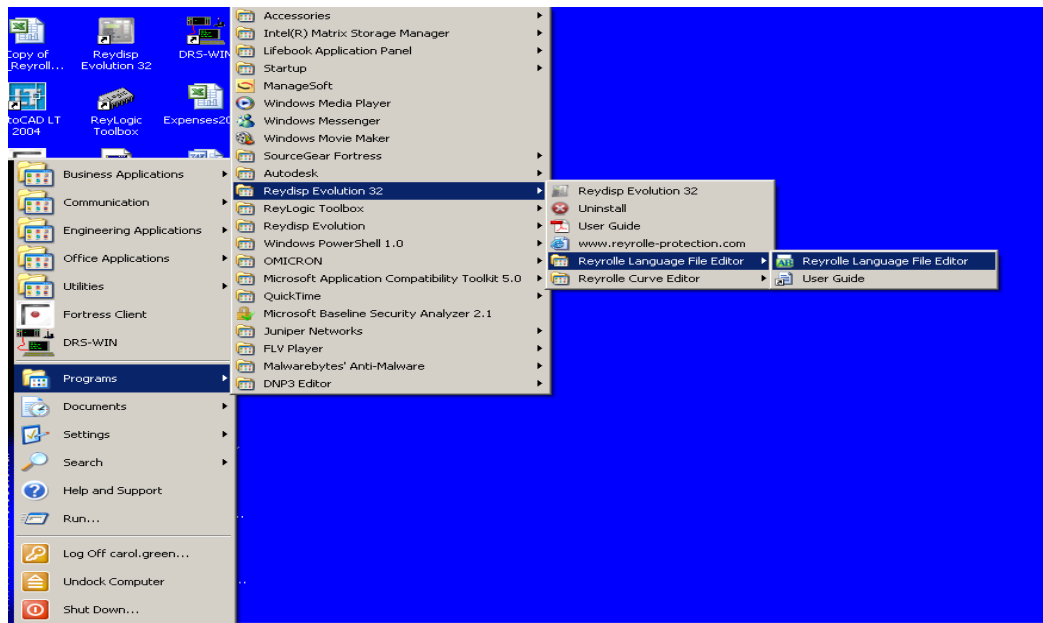 Copy of
_Reyroll...
Reydisp
Evolution 32
DRS-WIN
AutoCAD LT
2004
ReyLogic
Toolbox
Expenses20
Business Applications
Communication
Engineering Applications
Office Applications
Utilities
Fortress Client
DRS-WIN
Programs
Documents
Settings
Search
Help and Support
Run...
Log Off carol.green...
Undock Computer
Shut Down...
Accessories
Intel(R) Matrix Storage Manager
Lifebook Application Panel
Startup
ManageSoft
Windows Media Player
Windows Messenger
Windows Movie Maker
SourceGear Fortress
Autodesk
Reydisp Evolution 32
ReyLogic Toolbox
Reydisp Evolution
Windows PowerShell 1.0
OMICRON
Microsoft Application Compatibility Toolkit 5.0
QuickTime
Microsoft Baseline Security Analyzer 2.1
Juniper Networks
FLV Player
Malwarebytes' Anti-Malware
DNP3 Editor
Reydisp Evolution 32
Uninstall
User Guide
www.reyrolle-protection.com
Reyrolle Language File Editor
Reyrolle Curve Editor
Reyrolle Language File Editor
User Guide